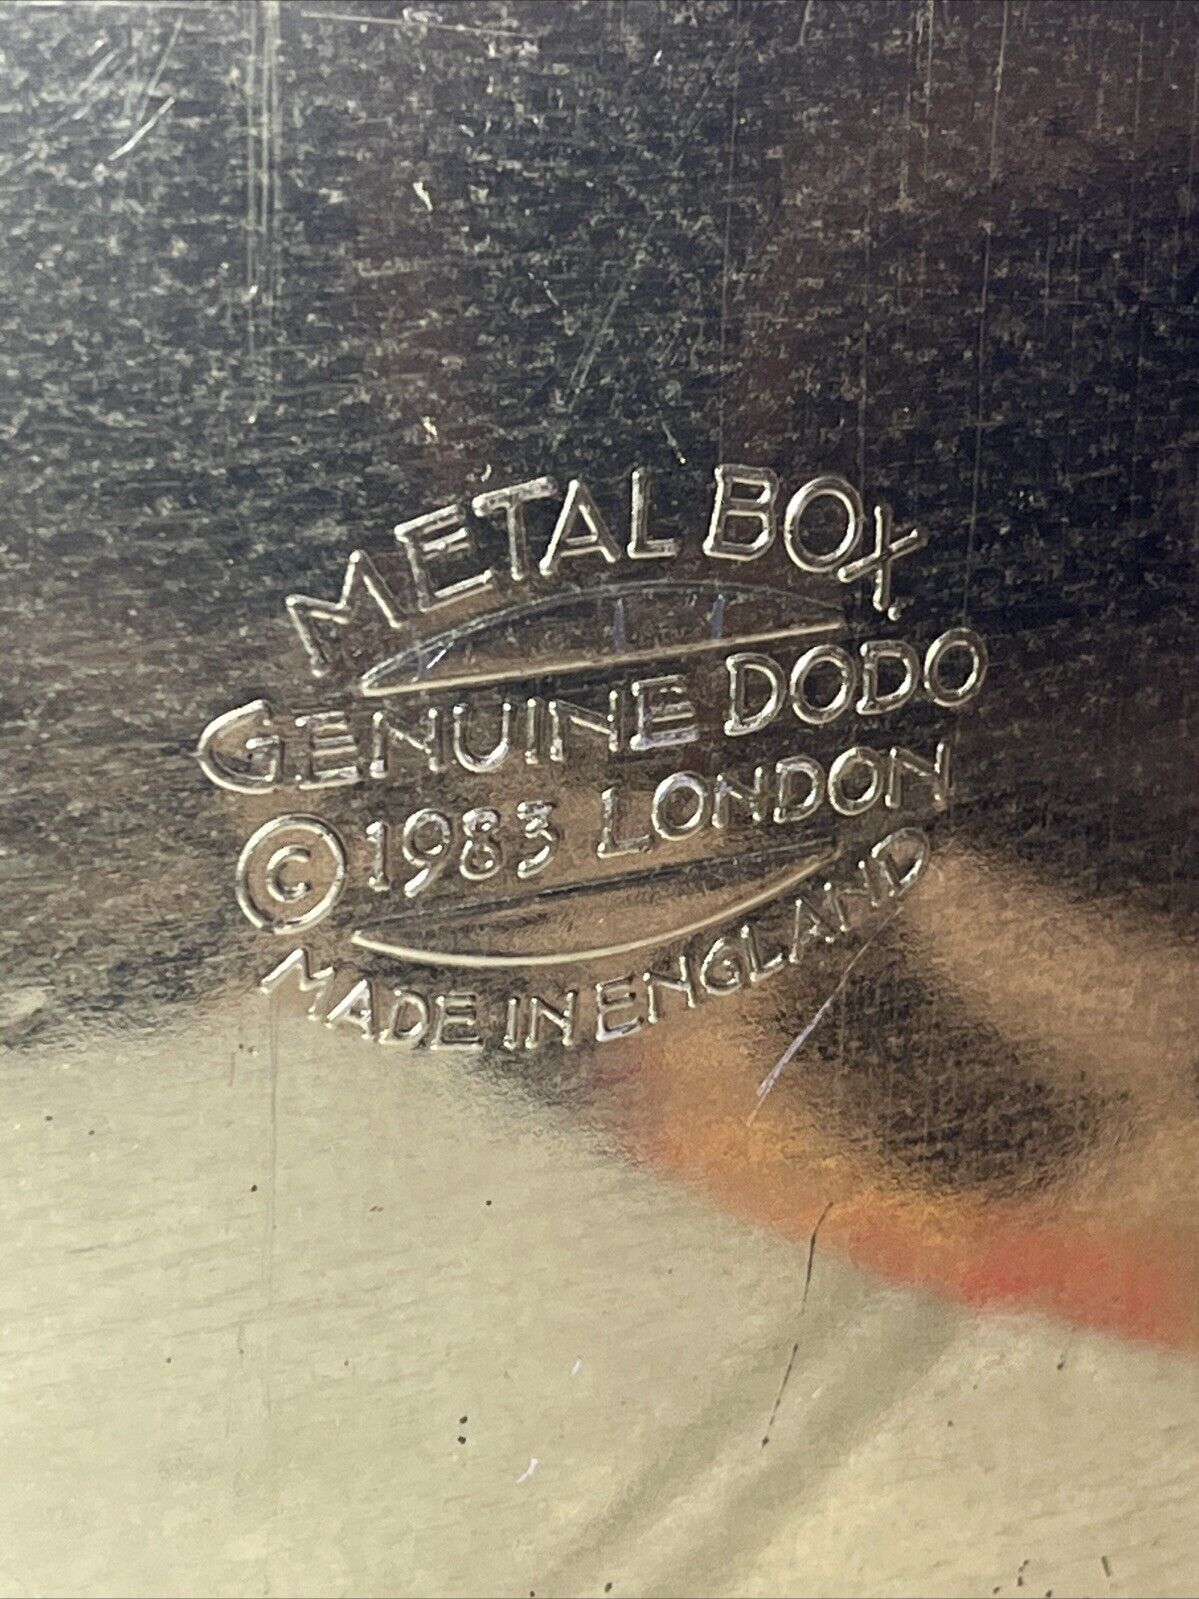 METAL BOX
GENUINE DODO
© 1983 LONDON
MADE IN ENGLAND